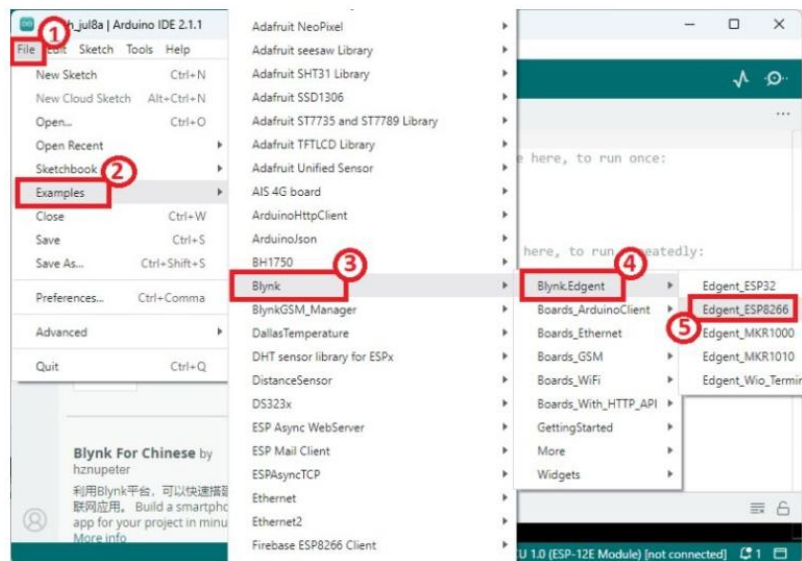 h_jul8a | Arduino IDE 2.1.1
1
File Edit Sketch Tools Help
New Sketch Ctrl+N
New Cloud Sketch Alt+Ctrl+N
Open... Ctrl+O
Open Recent
Sketchbook
2
Examples
Close Ctrl+W
Save Ctrl+S
Save As... Ctrl+Shift+S
Preferences... Ctrl+Comma
Advanced
Quit Ctrl+Q
Blynk For Chinese by
hznupeter
利用Blynk平台，可以快速搭建
联网应用。 Build a smartpho
app for your project in minu
More info
Adafruit NeoPixel
Adafruit seesaw Library
Adafruit SHT31 Library
Adafruit SSD1306
Adafruit ST7735 and ST7789 Library
Adafruit TFTLCD Library
Adafruit Unified Sensor
AIS 4G board
ArduinoHttpClient
ArduinoJson
BH1750
3
Blynk
BlynkGSM_Manager
DallasTemperature
DHT sensor library for ESPx
DistanceSensor
DS323x
ESP Async WebServer
ESP Mail Client
ESPAsyncTCP
Ethernet
Ethernet2
Firebase ESP8266 Client
e here, to run once:
here, to run repeatedly:
4
Blynk.Edgent
Boards_ArduinoClient
Boards_Ethernet
Boards_GSM
Boards_WiFi
Boards_With_HTTP_API
GettingStarted
More
Widgets
Edgent_ESP32
Edgent_ESP8266
5
Edgent_MKR1000
Edgent_MKR1010
Edgent_Wio_Termin
CU 1.0 (ESP-12E Module) [not connected] 1